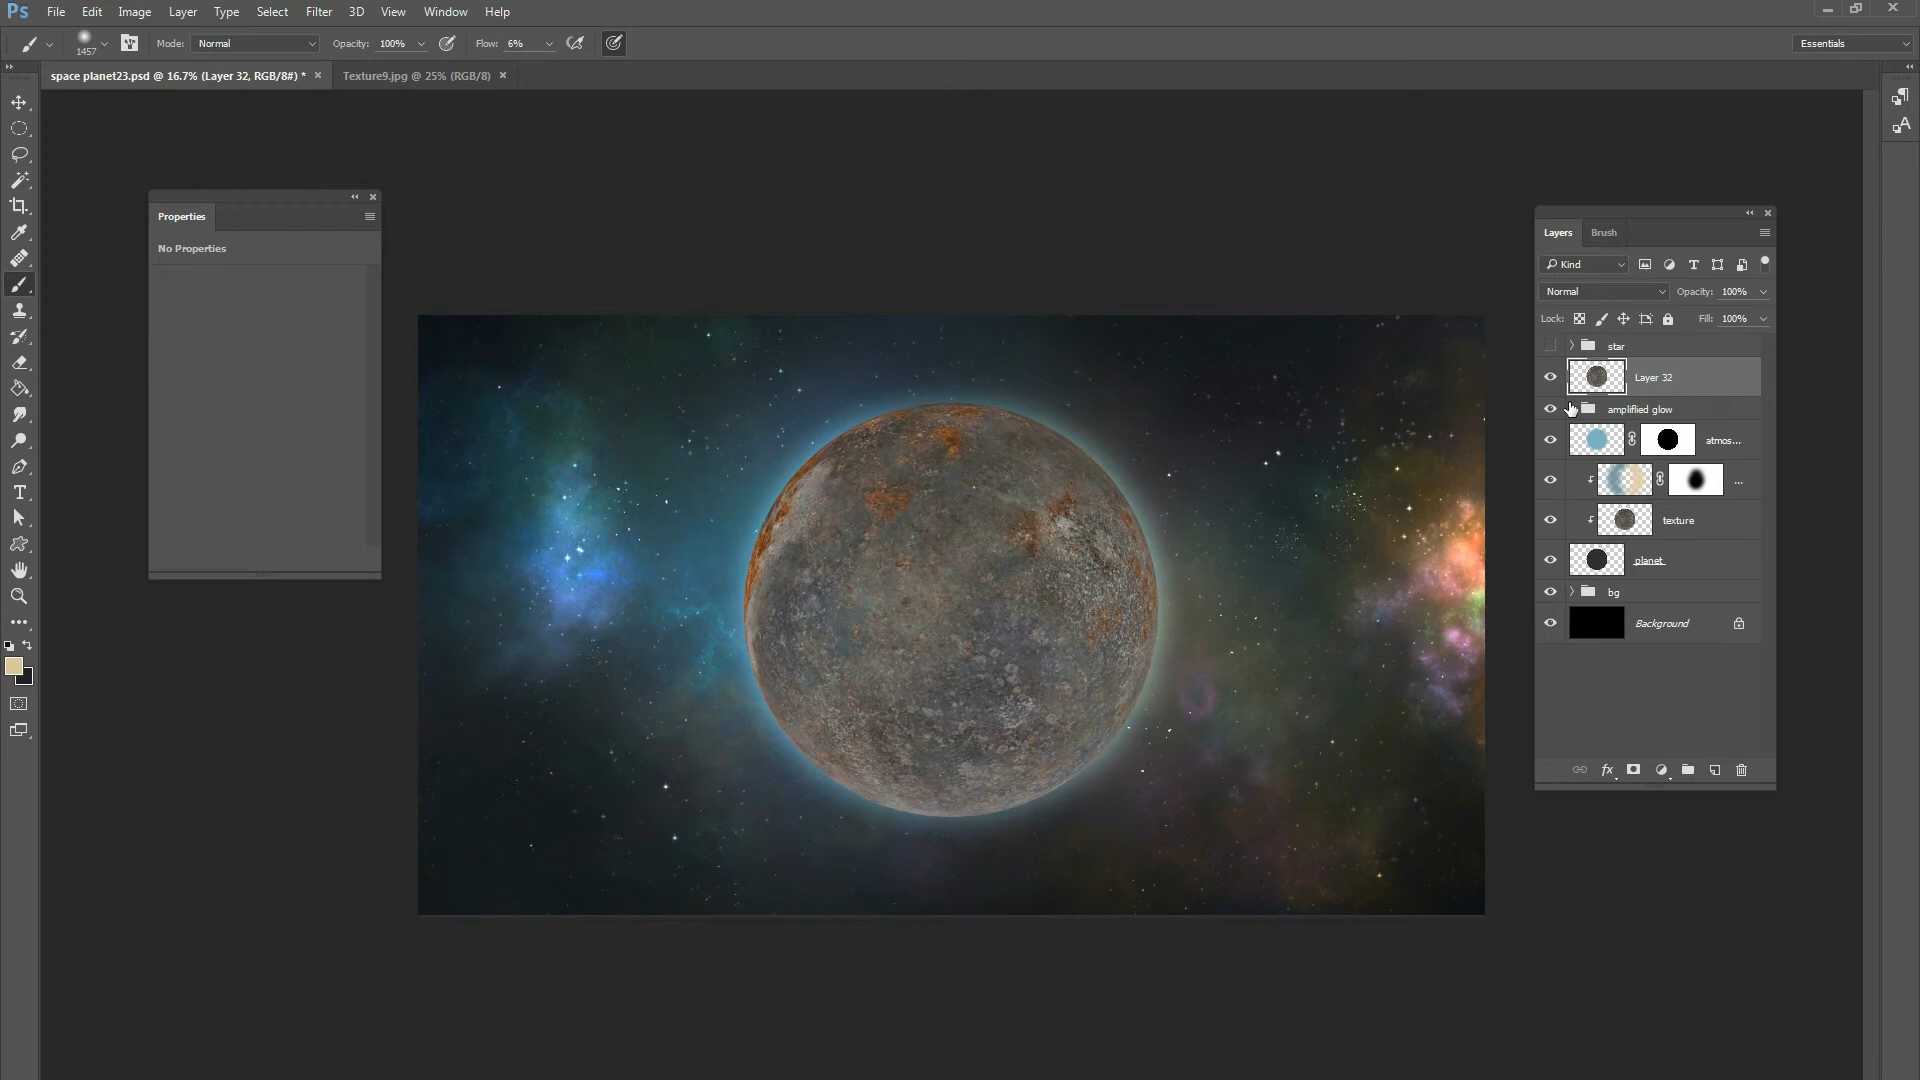 Ps File Edit Image Layer Type Select Filter 3D View Window Help
1457 Mode: Normal Opacity: 100% Flow: 6% Essentials
space planet23.psd @ 16.7% (Layer 32, RGB/8#) * × Texture9.jpg @ 25% (RGB/8) ×
Properties
No Properties
Layers Brush
Kind
Normal Opacity: 100%
Lock: Fill: 100%
star
Layer 32
amplified glow
atmos...
...
texture
planet
bg
Background